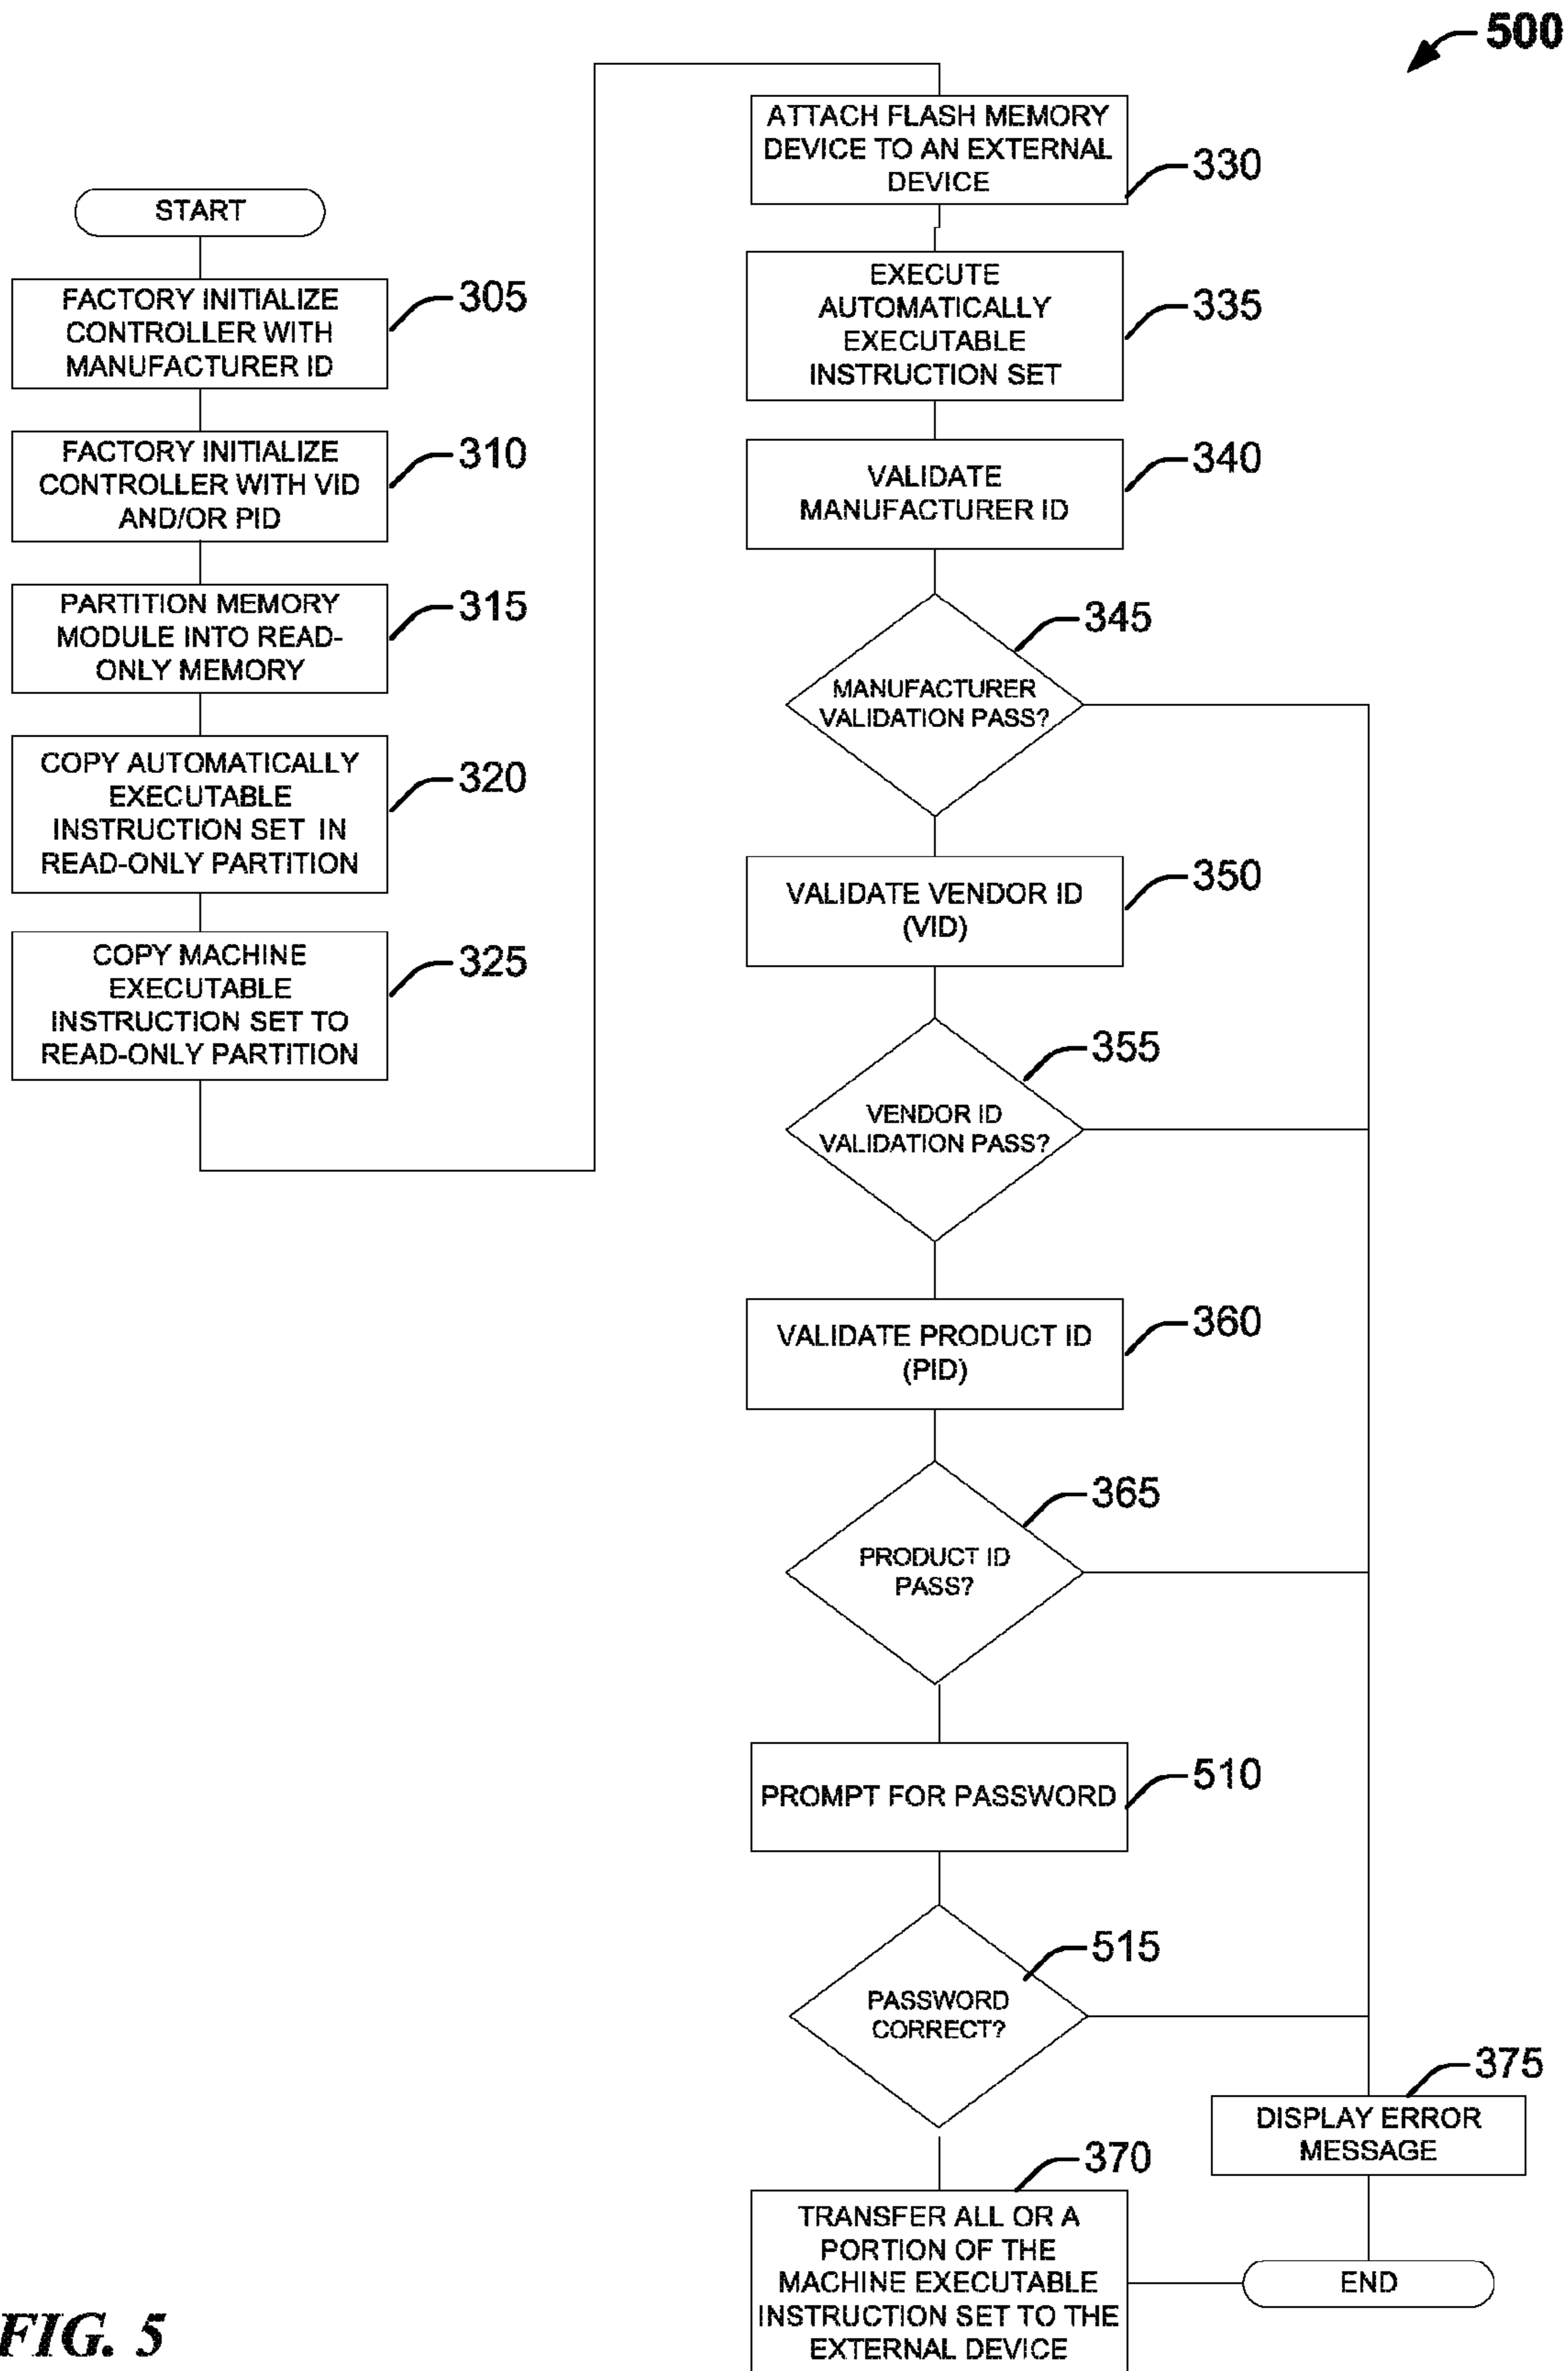 500
START
FACTORY INITIALIZE
CONTROLLER WITH
MANUFACTURER ID
305
FACTORY INITIALIZE
CONTROLLER WITH VID
AND/OR PID
310
PARTITION MEMORY
MODULE INTO READ-
ONLY MEMORY
315
COPY AUTOMATICALLY
EXECUTABLE
INSTRUCTION SET IN
READ-ONLY PARTITION
320
COPY MACHINE
EXECUTABLE
INSTRUCTION SET TO
READ-ONLY PARTITION
325
ATTACH FLASH MEMORY
DEVICE TO AN EXTERNAL
DEVICE
330
EXECUTE
AUTOMATICALLY
EXECUTABLE
INSTRUCTION SET
335
VALIDATE
MANUFACTURER ID
340
MANUFACTURER
VALIDATION PASS?
345
VALIDATE VENDOR ID
(VID)
350
VENDOR ID
VALIDATION PASS?
355
VALIDATE PRODUCT ID
(PID)
360
PRODUCT ID
PASS?
365
PROMPT FOR PASSWORD
510
PASSWORD
CORRECT?
515
TRANSFER ALL OR A
PORTION OF THE
MACHINE EXECUTABLE
INSTRUCTION SET TO THE
EXTERNAL DEVICE
370
DISPLAY ERROR
MESSAGE
375
END
FIG. 5